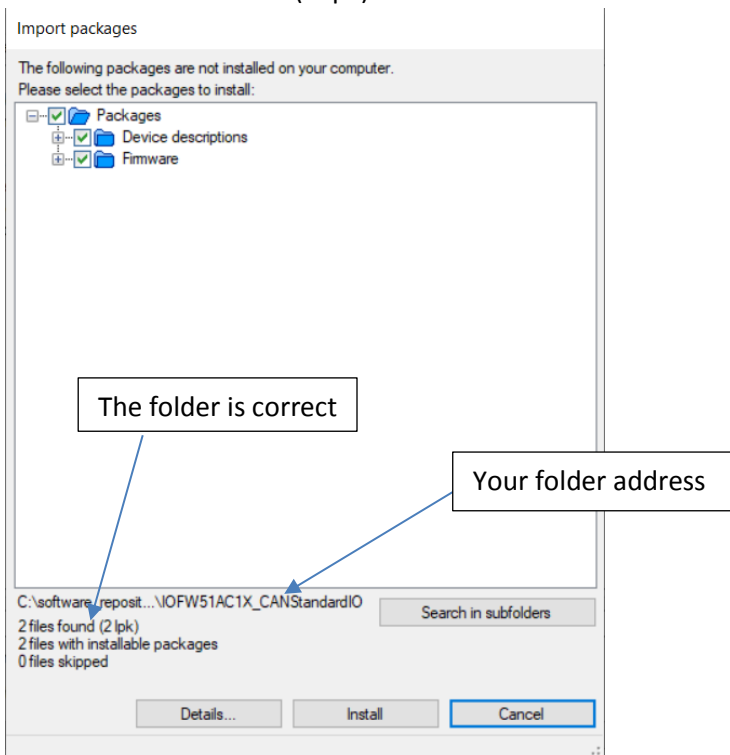 Import packages
The following packages are not installed on your computer.
Please select the packages to install:
Packages
Device descriptions
Firmware
The folder is correct
Your folder address
C:\software_reposit...\IOFW51AC1X_CANStandardIO
Search in subfolders
2 files found (2 lpk)
2 files with installable packages
0 files skipped
Details...
Install
Cancel